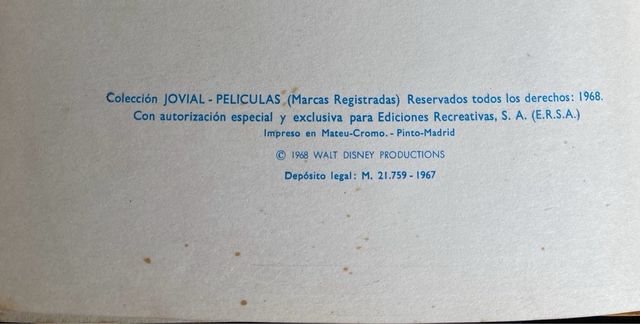 Colección JOVIAL - PELICULAS (Marcas Registradas) Reservados todos los derechos: 1968.
Con autorización especial y exclusiva para Ediciones Recreativas, S. A. (E.R.S.A.)
Impreso en Mateu-Cromo. - Pinto-Madrid
© 1968 WALT DISNEY PRODUCTIONS
Depósito legal: M. 21.759 - 1967